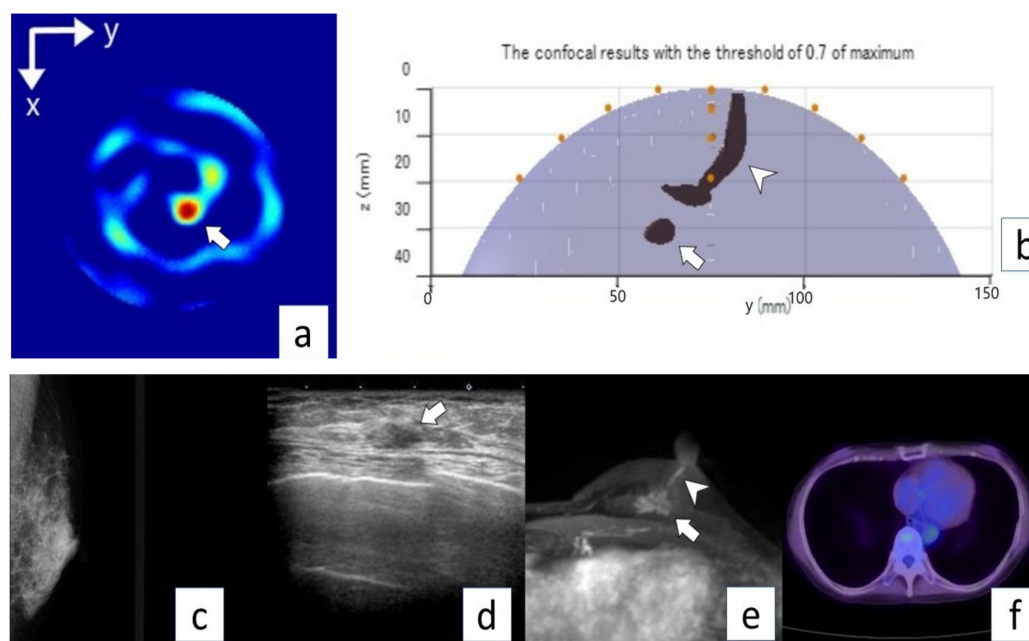 y
x
a
The confocal results with the threshold of 0.7 of maximum
0
10
20
30
40
z (mm)
0
50
100
150
y (mm)
b
c
d
e
f